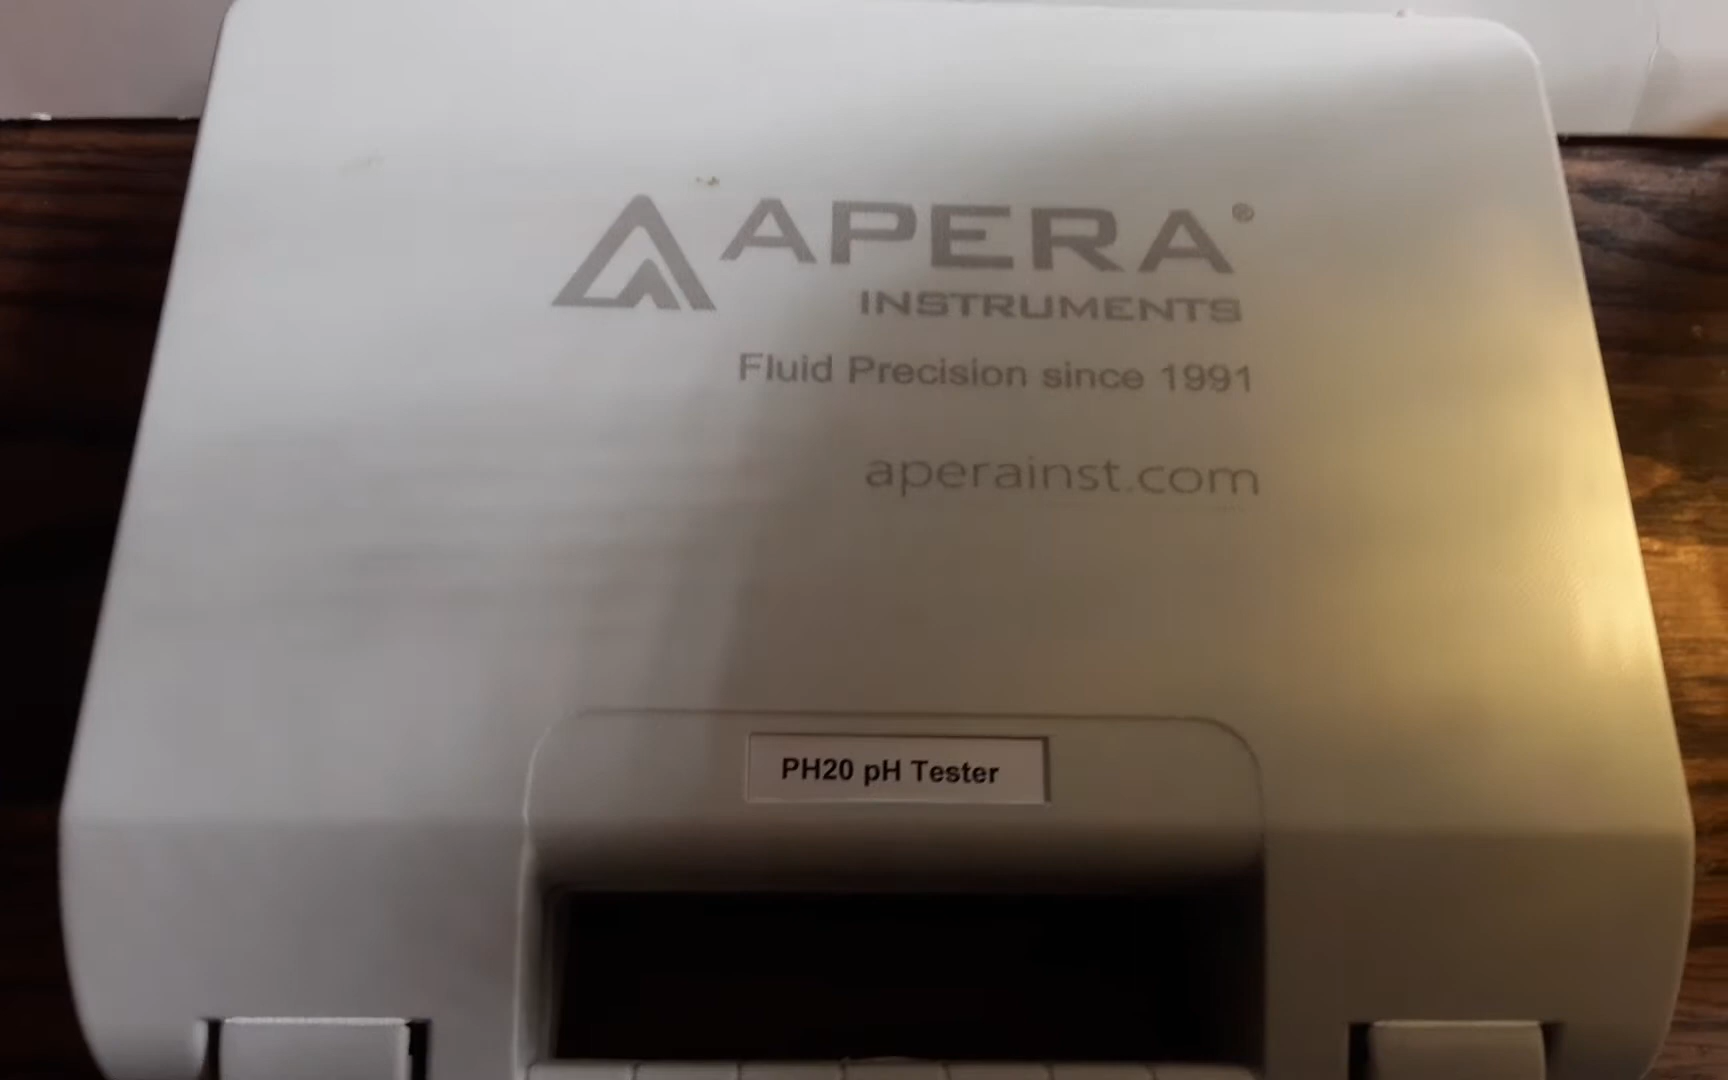 APERA®
INSTRUMENTS
Fluid Precision since 1991
aperainst.com
PH20 pH Tester